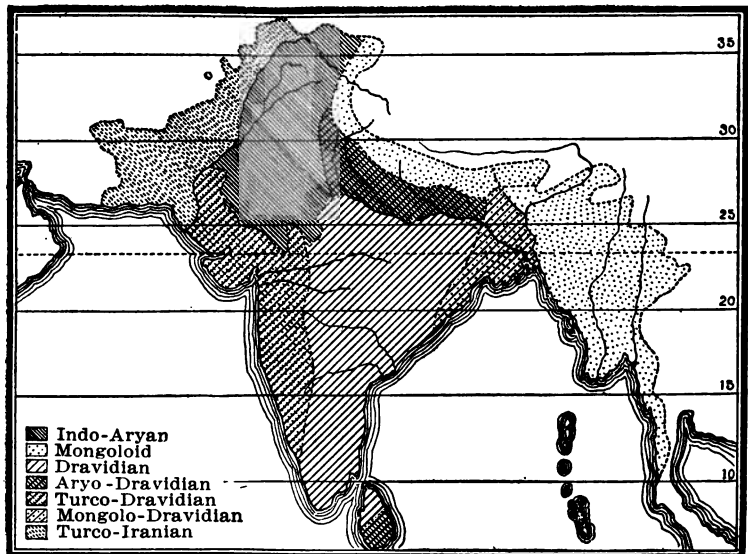 35
30
25
20
15
10
Indo-Aryan
Mongoloid
Dravidian
Aryo-Dravidian
Turco-Dravidian
Mongolo-Dravidian
Turco-Iranian